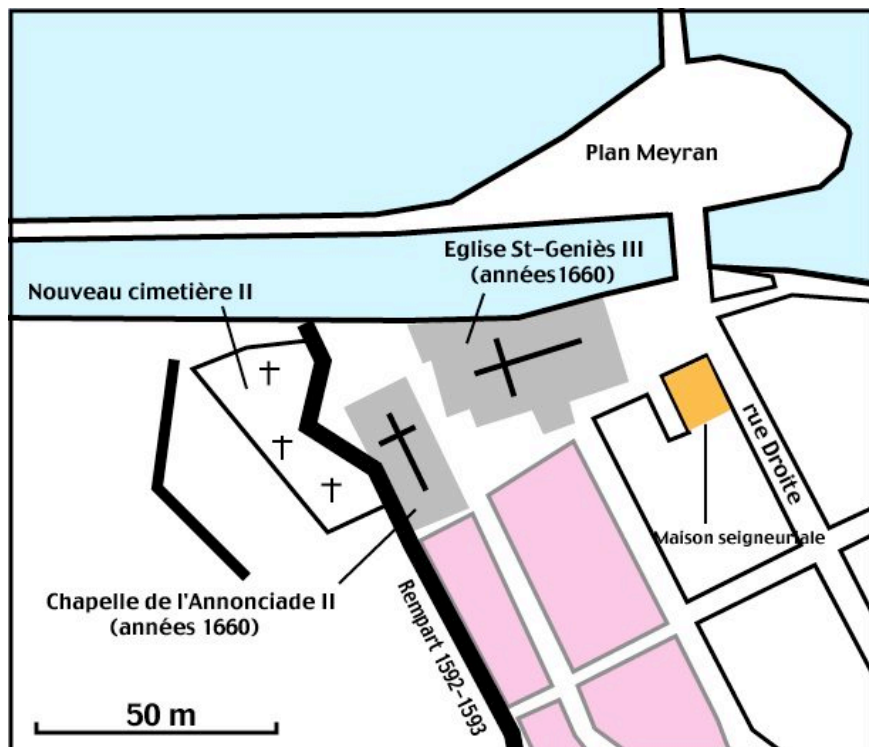 Plan Meyran
Eglise St-Geniès III
(années 1660)
Nouveau cimetière II
rue Droite
Maison seigneuriale
Chapelle de l'Annonciade II
(années 1660)
Rempart 1592-1593
50 m